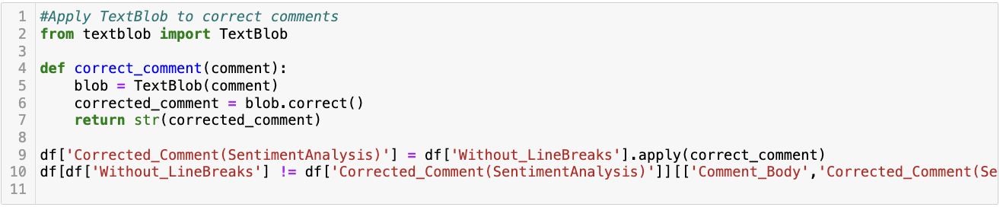 1 #Apply TextBlob to correct comments
2 from textblob import TextBlob
3
4 def correct_comment(comment):
5     blob = TextBlob(comment)
6     corrected_comment = blob.correct()
7     return str(corrected_comment)
8
9 df['Corrected_Comment(SentimentAnalysis)'] = df['Without_LineBreaks'].apply(correct_comment)
10 df[df['Without_LineBreaks'] != df['Corrected_Comment(SentimentAnalysis)']][['Comment_Body','Corrected_Comment(Se
11